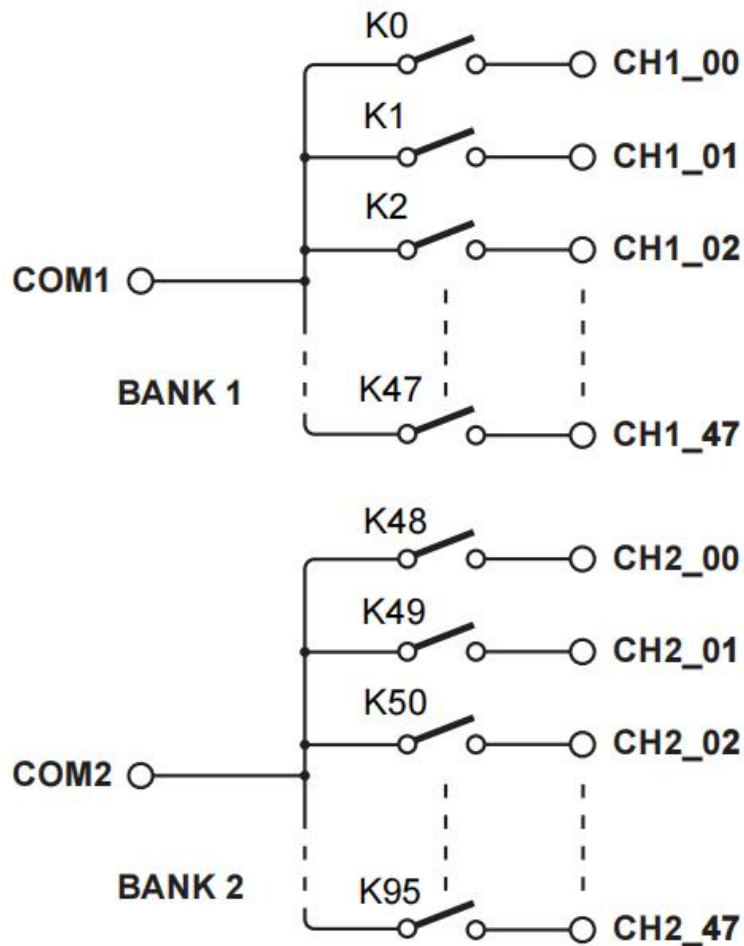 K0
CH1_00
K1
CH1_01
K2
CH1_02
COM1
BANK 1
K47
CH1_47
K48
CH2_00
K49
CH2_01
K50
CH2_02
COM2
BANK 2
K95
CH2_47